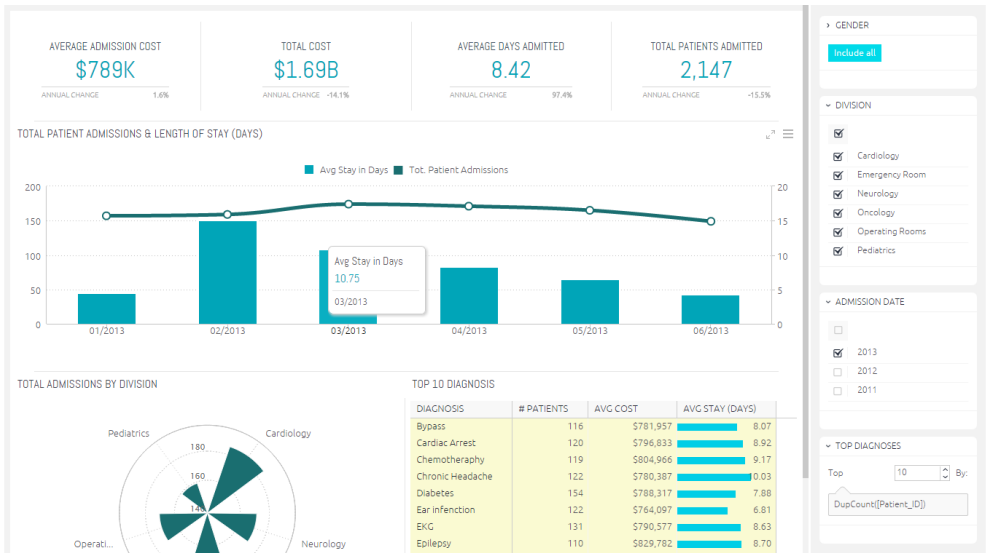 AVERAGE ADMISSION COST
$789K
ANNUAL CHANGE 1.6%
TOTAL COST
$1.69B
ANNUAL CHANGE -14.1%
AVERAGE DAYS ADMITTED
8.42
ANNUAL CHANGE 97.4%
TOTAL PATIENTS ADMITTED
2,147
ANNUAL CHANGE -15.5%
TOTAL PATIENT ADMISSIONS & LENGTH OF STAY (DAYS)
Avg Stay in Days Tot. Patient Admissions
200 20
150 15
100 10
50 5
0 0
Avg Stay in Days
10.75
03/2013
01/2013 02/2013 03/2013 04/2013 05/2013 06/2013
TOTAL ADMISSIONS BY DIVISION
Pediatrics Cardiology
180
160
140
Operati... Neurology
TOP 10 DIAGNOSIS
DIAGNOSIS # PATIENTS AVG COST AVG STAY (DAYS)
Bypass 116 $781,957 8.07
Cardiac Arrest 120 $796,833 8.92
Chemotheraphy 119 $804,966 9.17
Chronic Headache 122 $780,387 10.03
Diabetes 154 $788,317 7.88
Ear infenction 122 $764,097 6.81
EKG 131 $790,577 8.63
Epilepsy 110 $829,782 8.70
GENDER
Include all
DIVISION
Cardiology
Emergency Room
Neurology
Oncology
Operating Rooms
Pediatrics
ADMISSION DATE
2013
2012
2011
TOP DIAGNOSES
Top 10 By:
DupCount([Patient_ID])